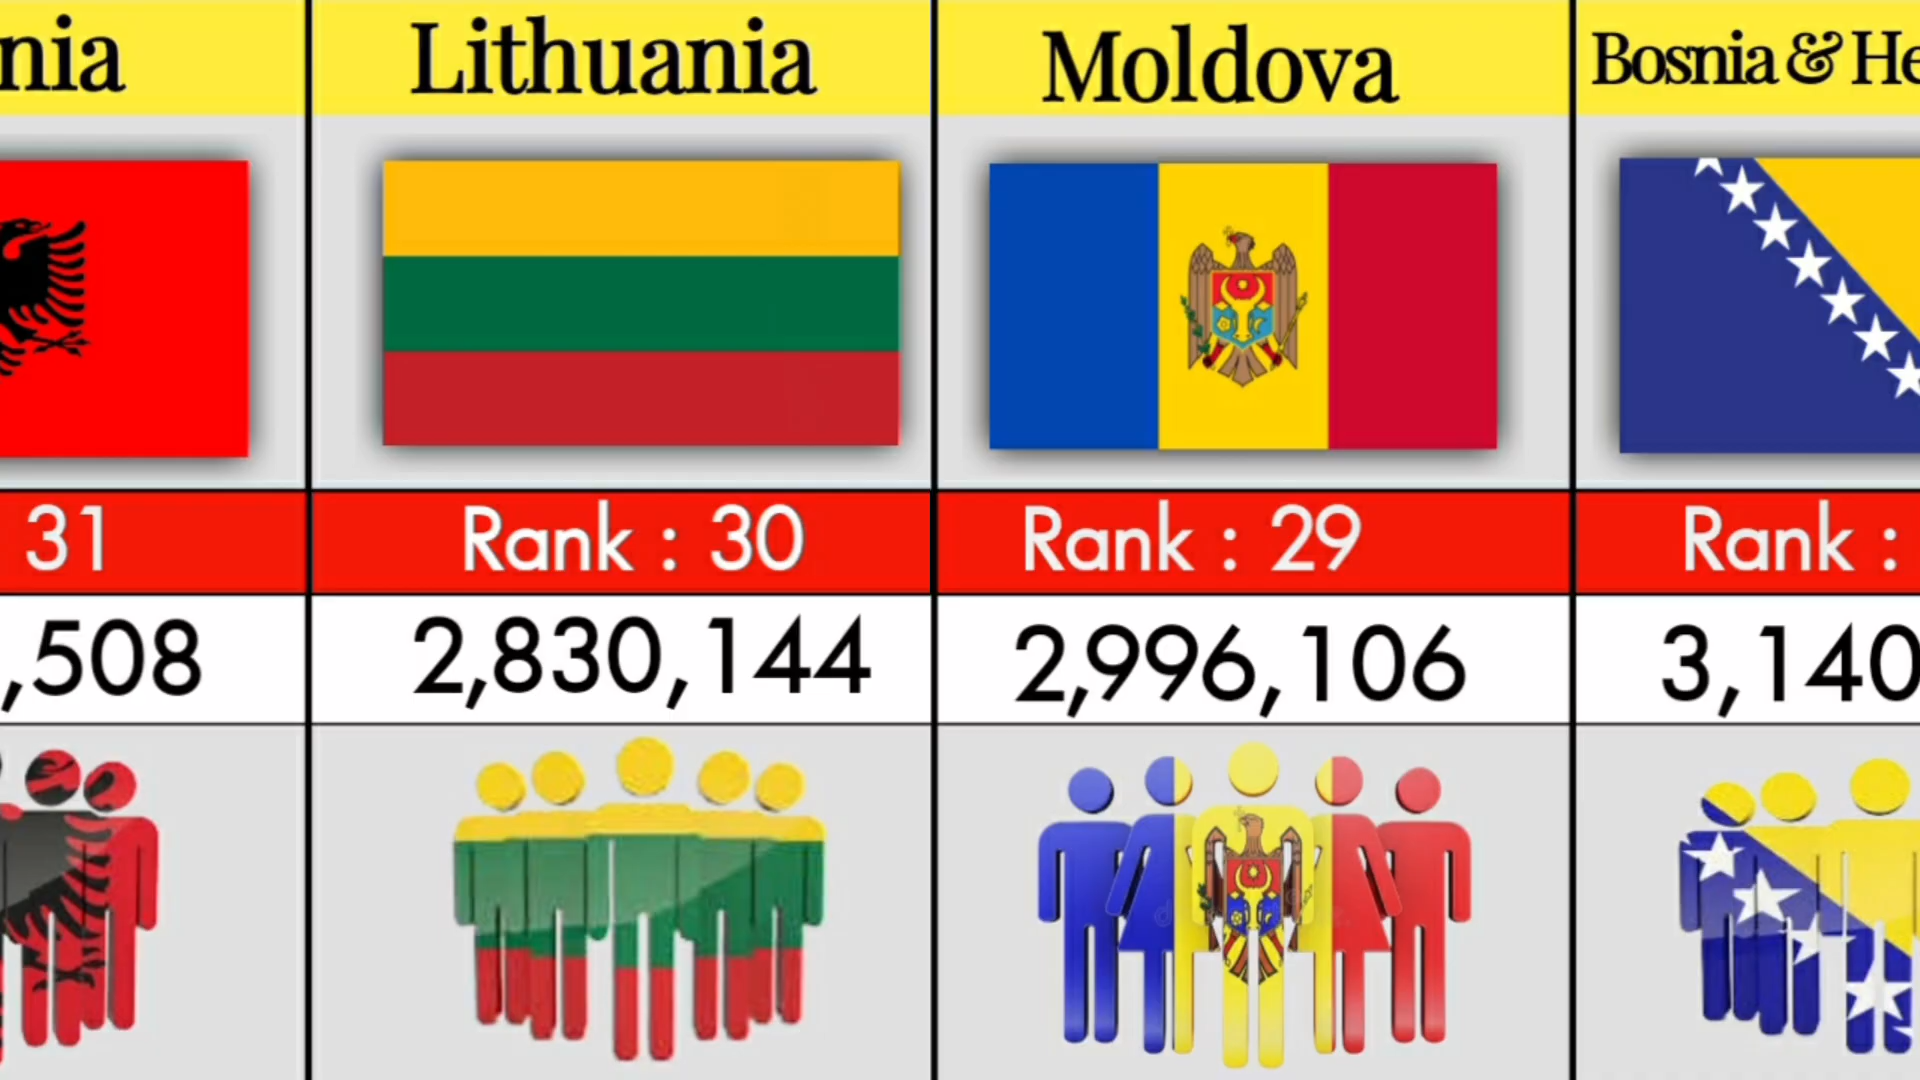 nia
Lithuania
Moldova
Bosnia & He
31
Rank : 30
Rank : 29
Rank :
,508
2,830,144
2,996,106
3,140